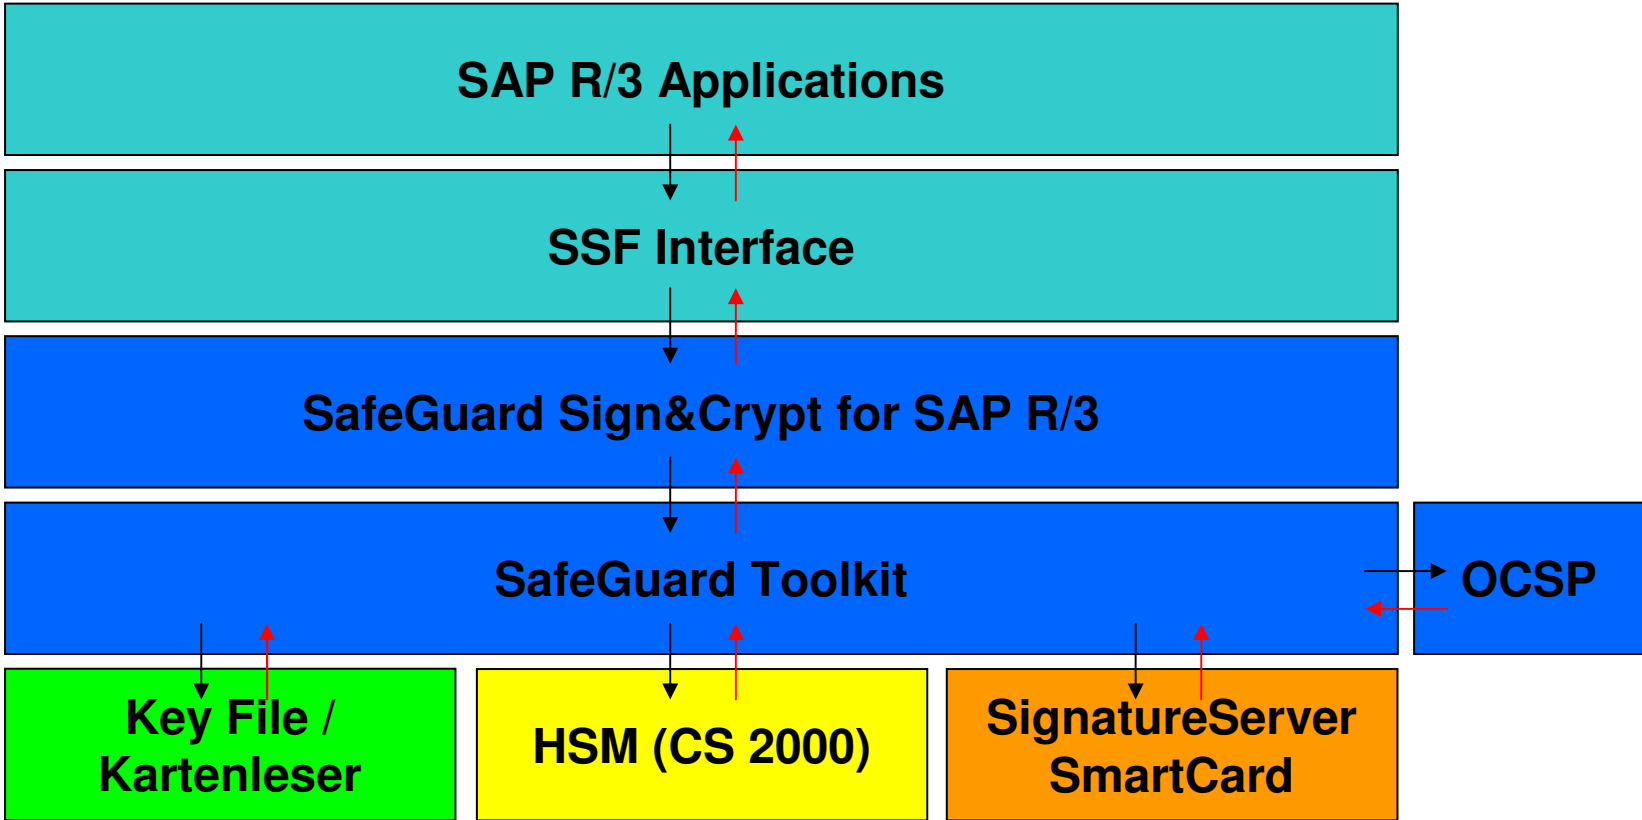 SAP R/3 Applications
SSF Interface
SafeGuard Sign&Crypt for SAP R/3
SafeGuard Toolkit
OCSP
Key File /
Kartenleser
HSM (CS 2000)
SignatureServer
SmartCard